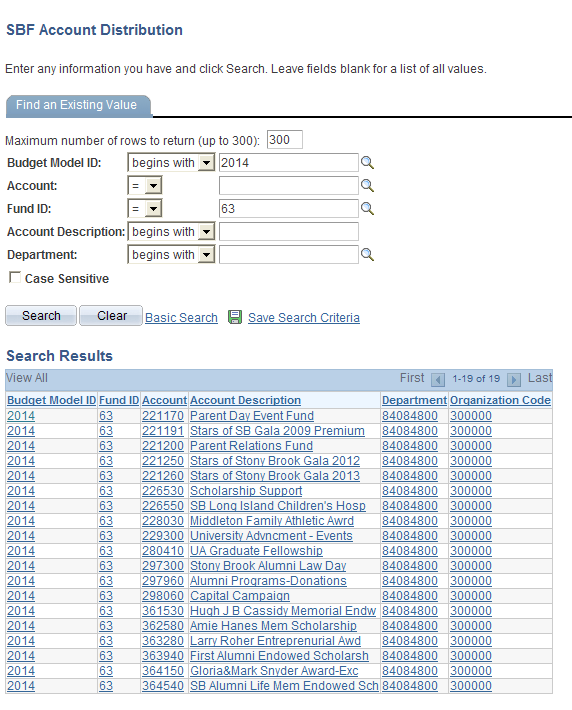 SBF Account Distribution
Enter any information you have and click Search. Leave fields blank for a list of all values.
Find an Existing Value
Maximum number of rows to return (up to 300): 300
Budget Model ID: begins with 2014
Account: =
Fund ID: = 63
Account Description: begins with
Department: begins with
Case Sensitive
Search Clear Basic Search Save Search Criteria
Search Results
View All First 1-19 of 19 Last
Budget Model ID Fund ID Account Account Description Department Organization Code
2014 63 221170 Parent Day Event Fund 84084800 300000
2014 63 221191 Stars of SB Gala 2009 Premium 84084800 300000
2014 63 221200 Parent Relations Fund 84084800 300000
2014 63 221250 Stars of Stony Brook Gala 2012 84084800 300000
2014 63 221260 Stars of Stony Brook Gala 2013 84084800 300000
2014 63 226530 Scholarship Support 84084800 300000
2014 63 226550 SB Long Island Children's Hosp 84084800 300000
2014 63 228030 Middleton Family Athletic Awrd 84084800 300000
2014 63 229300 University Advncment - Events 84084800 300000
2014 63 280410 UA Graduate Fellowship 84084800 300000
2014 63 297300 Stony Brook Alumni Law Day 84084800 300000
2014 63 297960 Alumni Programs-Donations 84084800 300000
2014 63 298060 Capital Campaign 84084800 300000
2014 63 361530 Hugh J B Cassidy Memorial Endw 84084800 300000
2014 63 362580 Amie Hanes Mem Scholarship 84084800 300000
2014 63 363280 Larry Roher Entreprenurial Awd 84084800 300000
2014 63 363940 First Alumni Endowed Scholarsh 84084800 300000
2014 63 364150 Gloria&Mark Snyder Award-Exc 84084800 300000
2014 63 364540 SB Alumni Life Mem Endowed Sch 84084800 300000